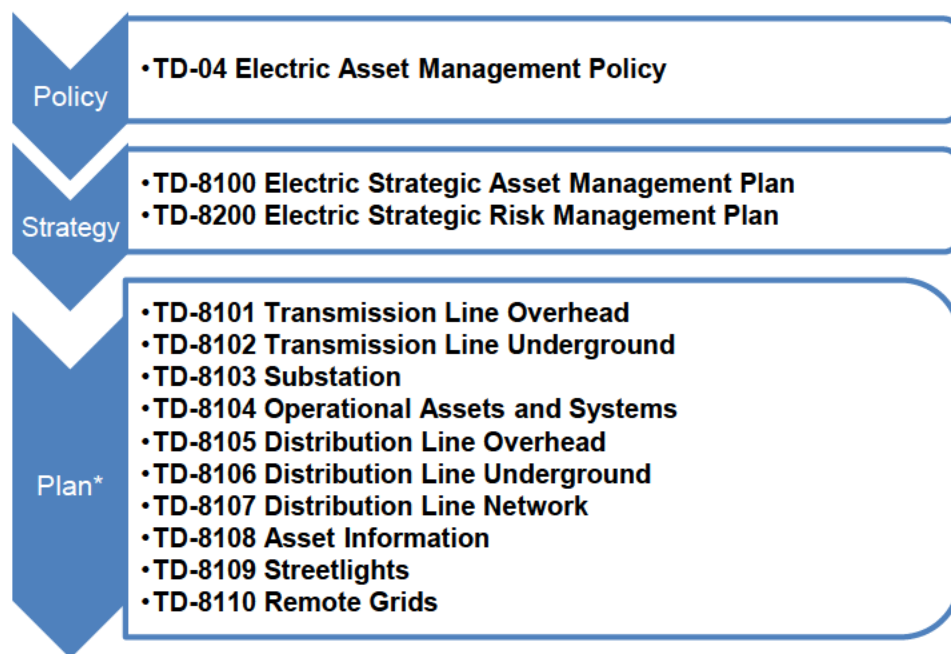 Policy
•TD-04 Electric Asset Management Policy
Strategy
•TD-8100 Electric Strategic Asset Management Plan
•TD-8200 Electric Strategic Risk Management Plan
Plan*
•TD-8101 Transmission Line Overhead
•TD-8102 Transmission Line Underground
•TD-8103 Substation
•TD-8104 Operational Assets and Systems
•TD-8105 Distribution Line Overhead
•TD-8106 Distribution Line Underground
•TD-8107 Distribution Line Network
•TD-8108 Asset Information
•TD-8109 Streetlights
•TD-8110 Remote Grids